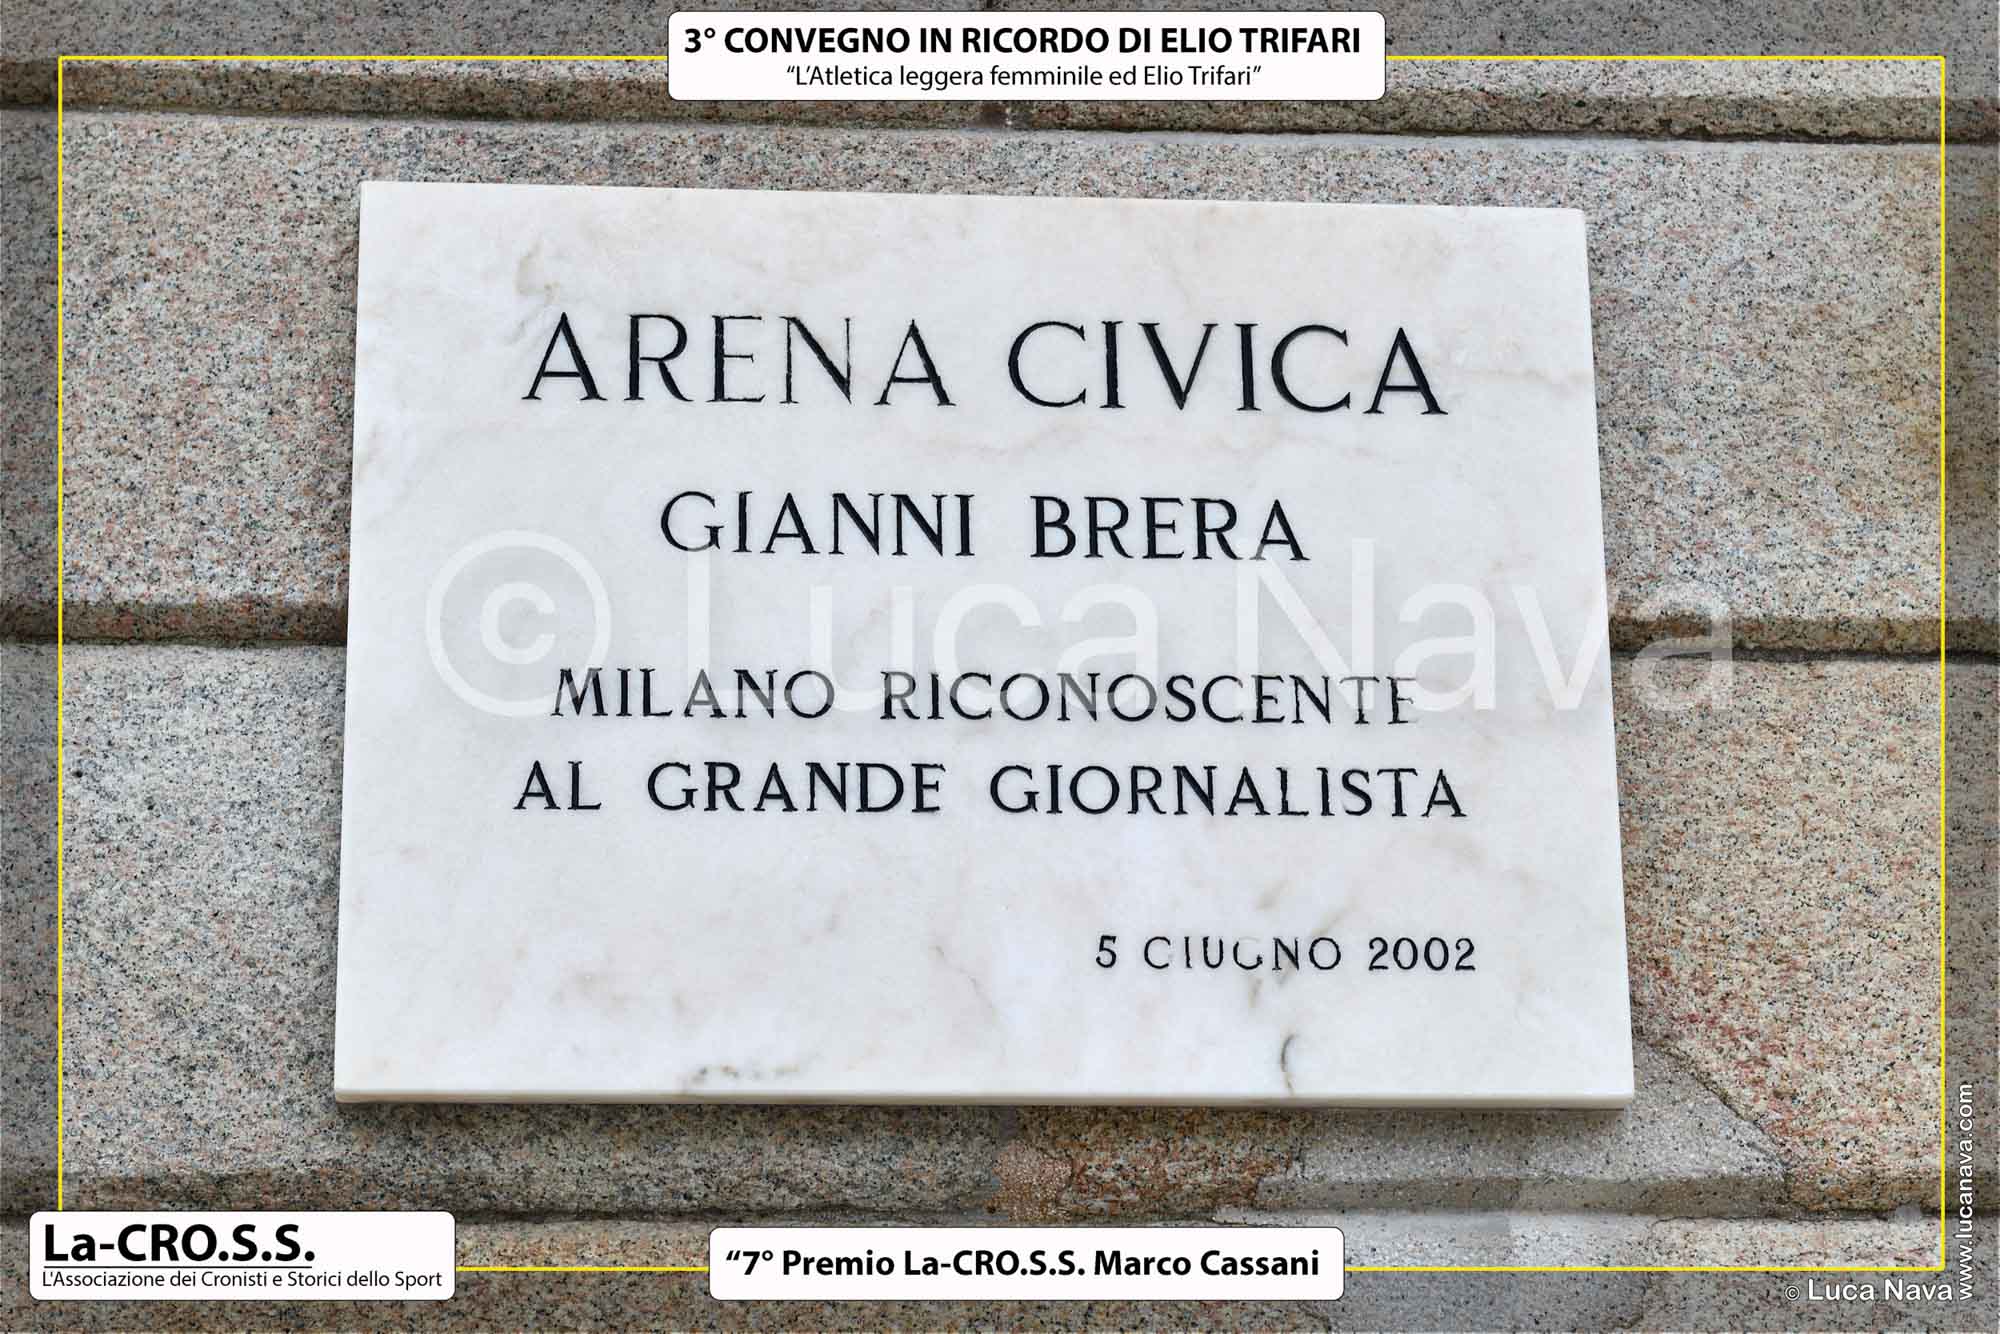 3° CONVEGNO IN RICORDO DI ELIO TRIFARI
“L’Atletica leggera femminile ed Elio Trifari”
ARENA CIVICA
GIANNI BRERA
© Luca Nava
MILANO RICONOSCENTE
AL GRANDE GIORNALISTA
5 GIUGNO 2002
La-CRO.S.S.
L'Associazione dei Cronisti e Storici dello Sport
“7° Premio La-CRO.S.S. Marco Cassani
© Luca Nava
www.lucanava.com